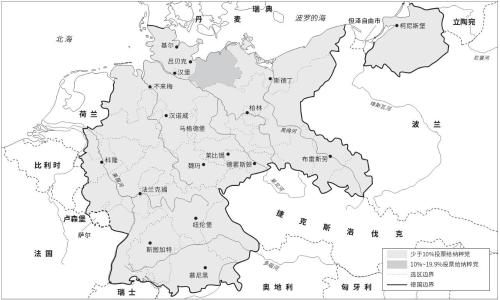 瑞典
丹麦
波罗的海
但泽自由市
立陶宛
北海
基尔
柯尼斯堡
吕贝克
汉堡
斯德丁
不来梅
荷兰
汉诺威
柏林
马格德堡
波兰
比利时
科隆
莱比锡
魏玛
德累斯顿
布雷斯劳
莱茵河
法兰克福
卢森堡
萨尔
纽伦堡
捷克斯洛伐克
法国
斯图加特
慕尼黑
多瑙河
瑞士
奥地利
匈牙利
少于10%投票给纳粹党
10%~19.9%投票给纳粹党
选区边界
德国边界